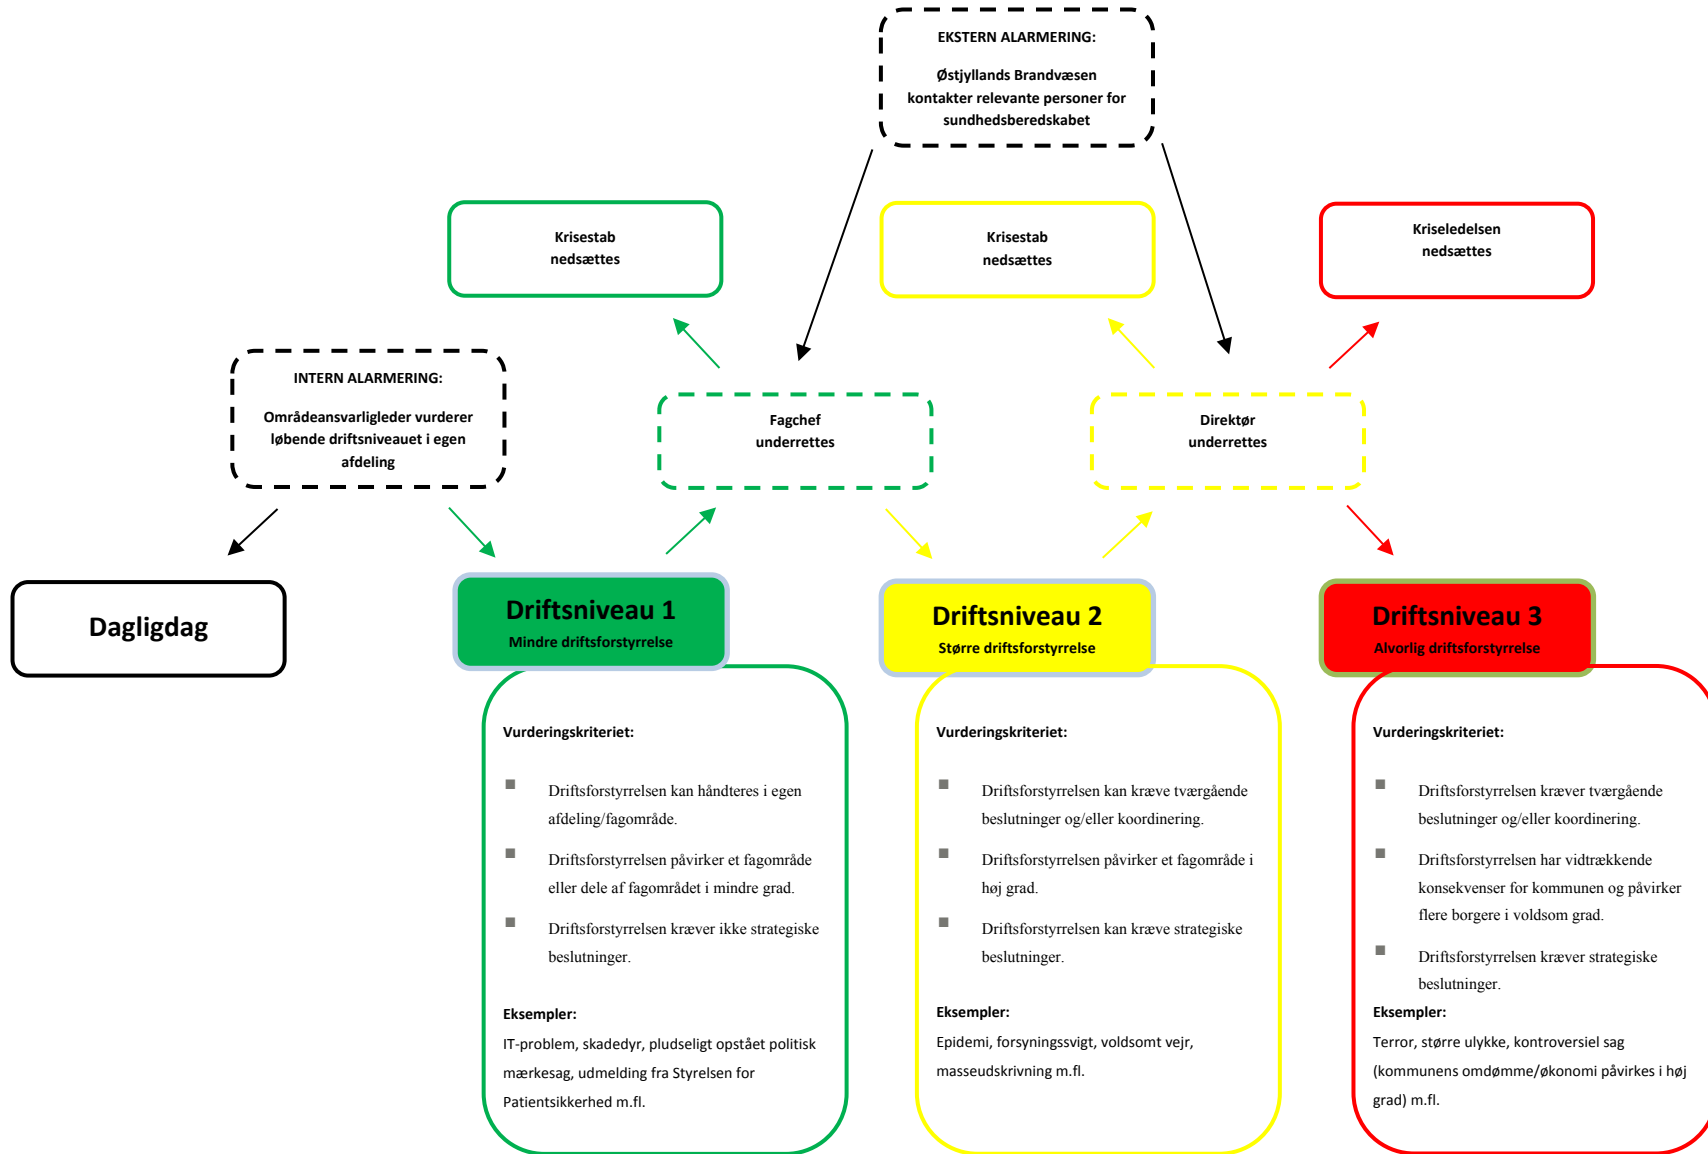 EKSTERN ALARMERING:
Østjyllands Brandvæsen
kontakter relevante personer for
sundhedsberedskabet
Krisestab
nedsættes
Krisestab
nedsættes
Kriseledelsen
nedsættes
INTERN ALARMERING:
Områdeansvarligleder vurderer
løbende driftsniveauet i egen
afdeling
Fagchef
underrettes
Direktør
underrettes
Dagligdag
Driftsniveau 1
Mindre driftsforstyrrelse
Driftsniveau 2
Større driftsforstyrrelse
Driftsniveau 3
Alvorlig driftsforstyrrelse
Vurderingskriteriet:
Driftsforstyrrelsen kan håndteres i egen
afdeling/fagområde.
Driftsforstyrrelsen påvirker et fagområde
eller dele af fagområdet i mindre grad.
Driftsforstyrrelsen kræver ikke strategiske
beslutninger.
Eksempler:
IT-problem, skadedyr, pludseligt opstået politisk
mærkesag, udmelding fra Styrelsen for
Patientsikkerhed m.fl.
Vurderingskriteriet:
Driftsforstyrrelsen kan kræve tværgående
beslutninger og/eller koordinering.
Driftsforstyrrelsen påvirker et fagområde i
høj grad.
Driftsforstyrrelsen kan kræve strategiske
beslutninger.
Eksempler:
Epidemi, forsyningssvigt, voldsomt vejr,
masseudskrivning m.fl.
Vurderingskriteriet:
Driftsforstyrrelsen kræver tværgående
beslutninger og/eller koordinering.
Driftsforstyrrelsen har vidtrækkende
konsekvenser for kommunen og påvirker
flere borgere i voldsom grad.
Driftsforstyrrelsen kræver strategiske
beslutninger.
Eksempler:
Terror, større ulykke, kontroversiel sag
(kommunens omdømme/økonomi påvirkes i høj
grad) m.fl.